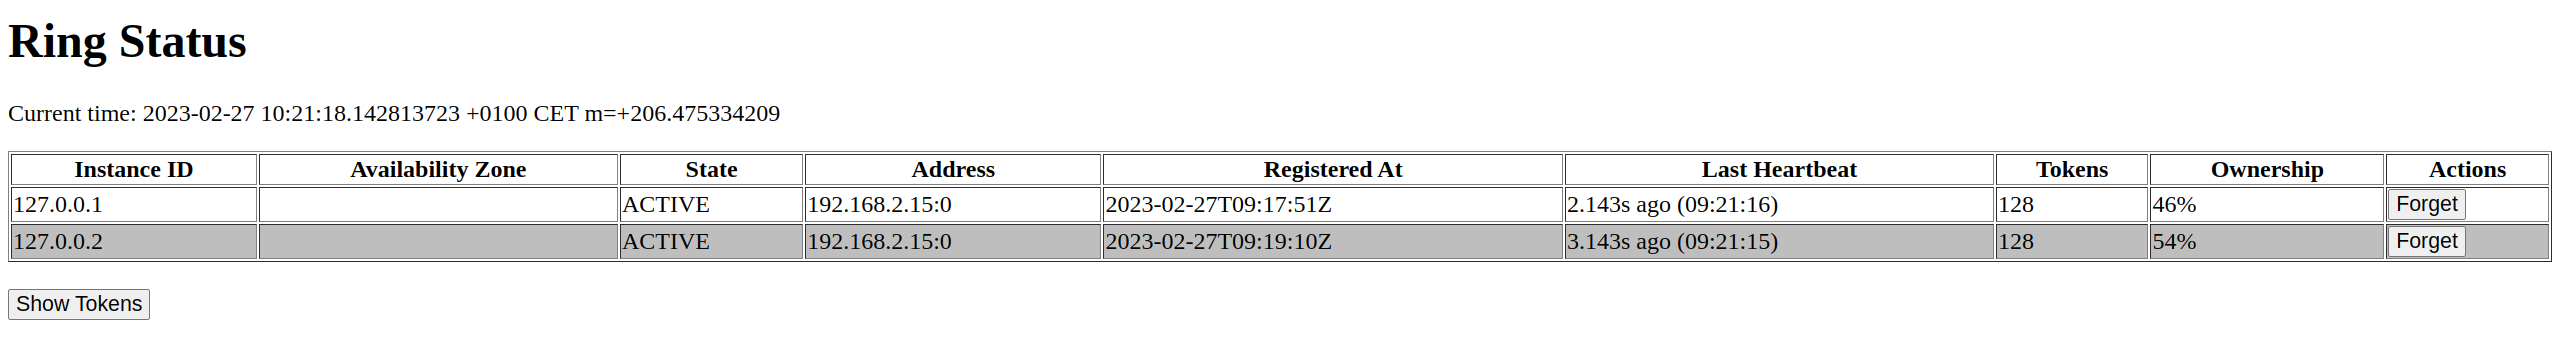 Ring Status
Current time: 2023-02-27 10:21:18.142813723 +0100 CET m=+206.475334209
Instance ID Availability Zone State Address Registered At Last Heartbeat Tokens Ownership Actions
127.0.0.1 ACTIVE 192.168.2.15:0 2023-02-27T09:17:51Z 2.143s ago (09:21:16) 128 46% Forget
127.0.0.2 ACTIVE 192.168.2.15:0 2023-02-27T09:19:10Z 3.143s ago (09:21:15) 128 54% Forget
Show Tokens